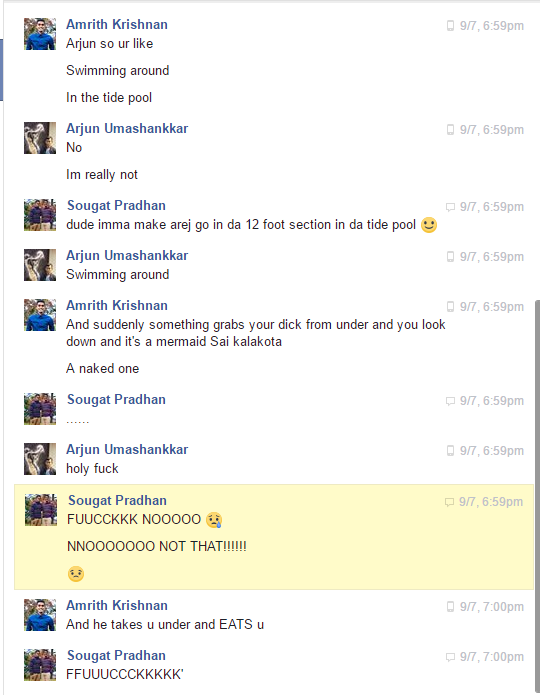 Amrith Krishnan 9/7, 6:59pm
Arjun so ur like
Swimming around
In the tide pool
Arjun Umashankkar 9/7, 6:59pm
No
Im really not
Sougat Pradhan 9/7, 6:59pm
dude imma make arej go in da 12 foot section in da tide pool 🙂
Arjun Umashankkar 9/7, 6:59pm
Swimming around
Amrith Krishnan 9/7, 6:59pm
And suddenly something grabs your dick from under and you look
down and it's a mermaid Sai kalakota
A naked one
Sougat Pradhan 9/7, 6:59pm
......
Arjun Umashankkar 9/7, 6:59pm
holy fuck
Sougat Pradhan 9/7, 6:59pm
FUUCCKKK NOOOOO 😢
NNOOOOOOO NOT THAT!!!!!!
😒
Amrith Krishnan 9/7, 7:00pm
And he takes u under and EATS u
Sougat Pradhan 9/7, 7:00pm
FFUUUCCCKKKKK'